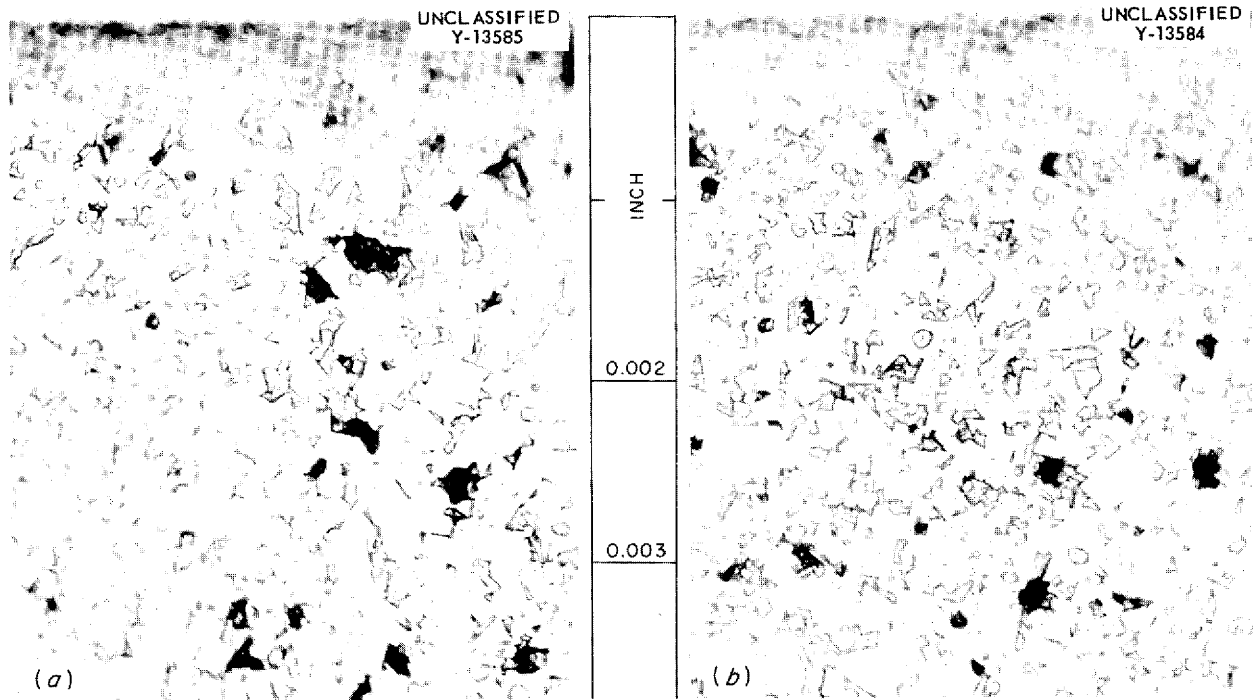 UNCLASSIFIED
Y-13585
UNCLASSIFIED
Y-13584
INCH
0.002
0.003
(a)
(b)